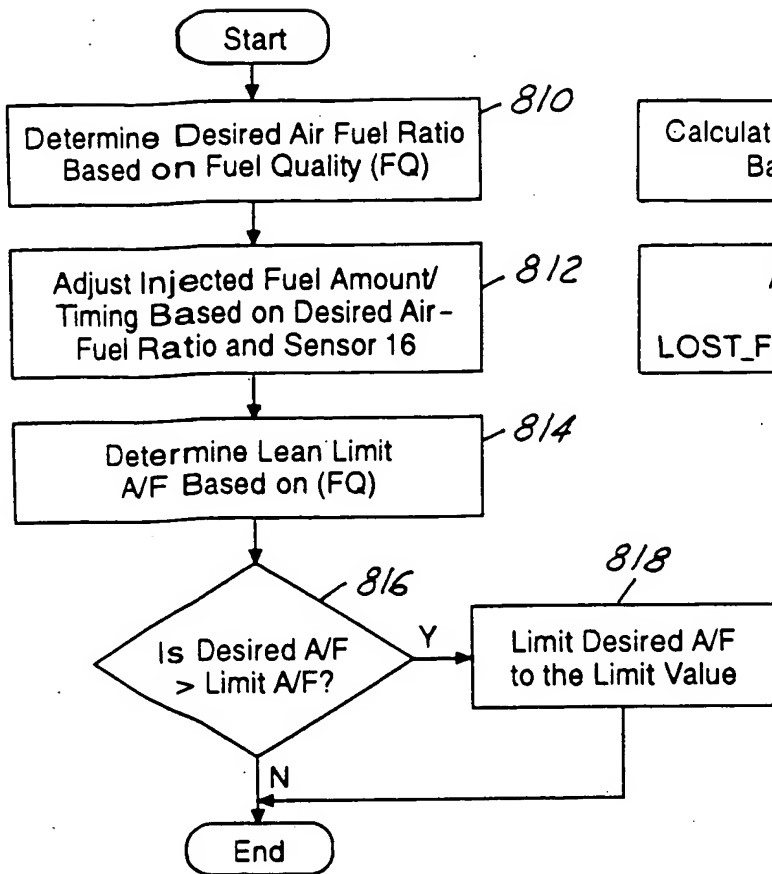 Start
810
Determine Desired Air Fuel Ratio
Based on Fuel Quality (FQ)
812
Adjust Injected Fuel Amount/
Timing Based on Desired Air-
Fuel Ratio and Sensor 16
814
Determine Lean Limit
A/F Based on (FQ)
816
Is Desired A/F
> Limit A/F?
Y
818
Limit Desired A/F
to the Limit Value
N
End
LOST_F